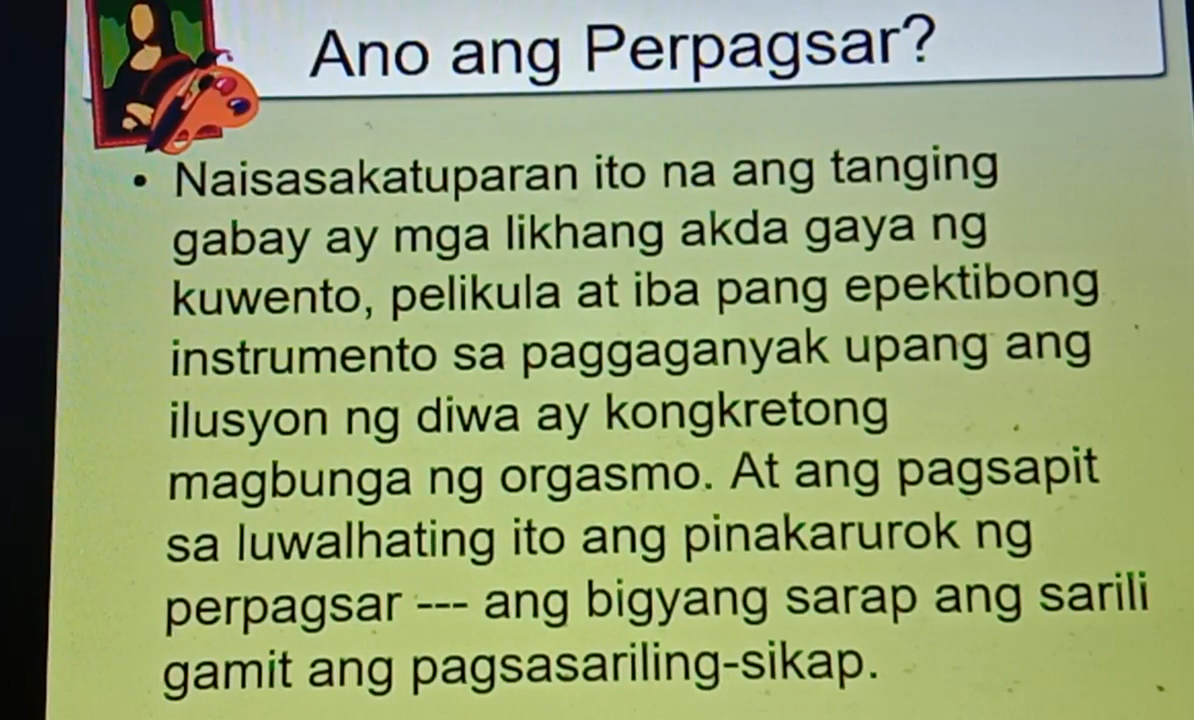 Ano ang Perpagsar?
• Naisasakatuparan ito na ang tanging
gabay ay mga likhang akda gaya ng
kuwento, pelikula at iba pang epektibong
instrumento sa paggaganyak upang ang
ilusyon ng diwa ay kongkretong
magbunga ng orgasmo. At ang pagsapit
sa luwalhating ito ang pinakarurok ng
perpagsar --- ang bigyang sarap ang sarili
gamit ang pagsasariling-sikap.